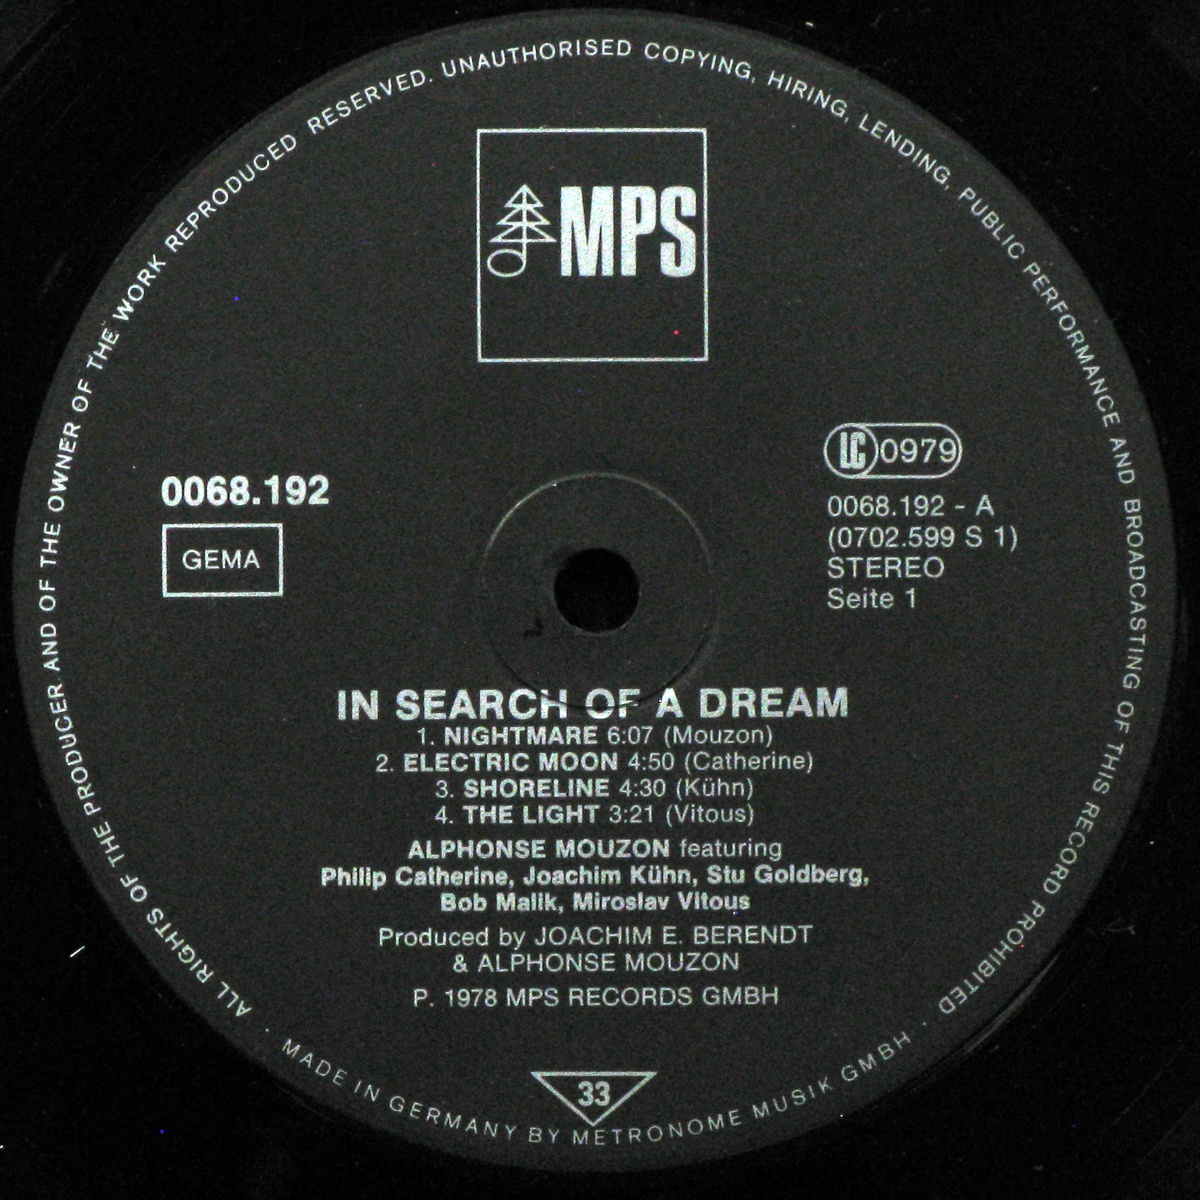 ALL RIGHTS OF THE PRODUCER AND OF THE OWNER OF THE WORK REPRODUCED RESERVED. UNAUTHORISED COPYING, HIRING, LENDING, PUBLIC PERFORMANCE AND BROADCASTING OF THIS RECORD PROHIBITED ·
MPS
0068.192
GEMA
LC 0979
0068.192 - A
(0702.599 S 1)
STEREO
Seite 1
IN SEARCH OF A DREAM
1. NIGHTMARE 6:07 (Mouzon)
2. ELECTRIC MOON 4:50 (Catherine)
3. SHORELINE 4:30 (Kühn)
4. THE LIGHT 3:21 (Vitous)
ALPHONSE MOUZON featuring
Philip Catherine, Joachim Kühn, Stu Goldberg,
Bob Malik, Miroslav Vitous
Produced by JOACHIM E. BERENDT
& ALPHONSE MOUZON
P. 1978 MPS RECORDS GMBH
33
· MADE IN GERMANY BY METRONOME MUSIK GMBH